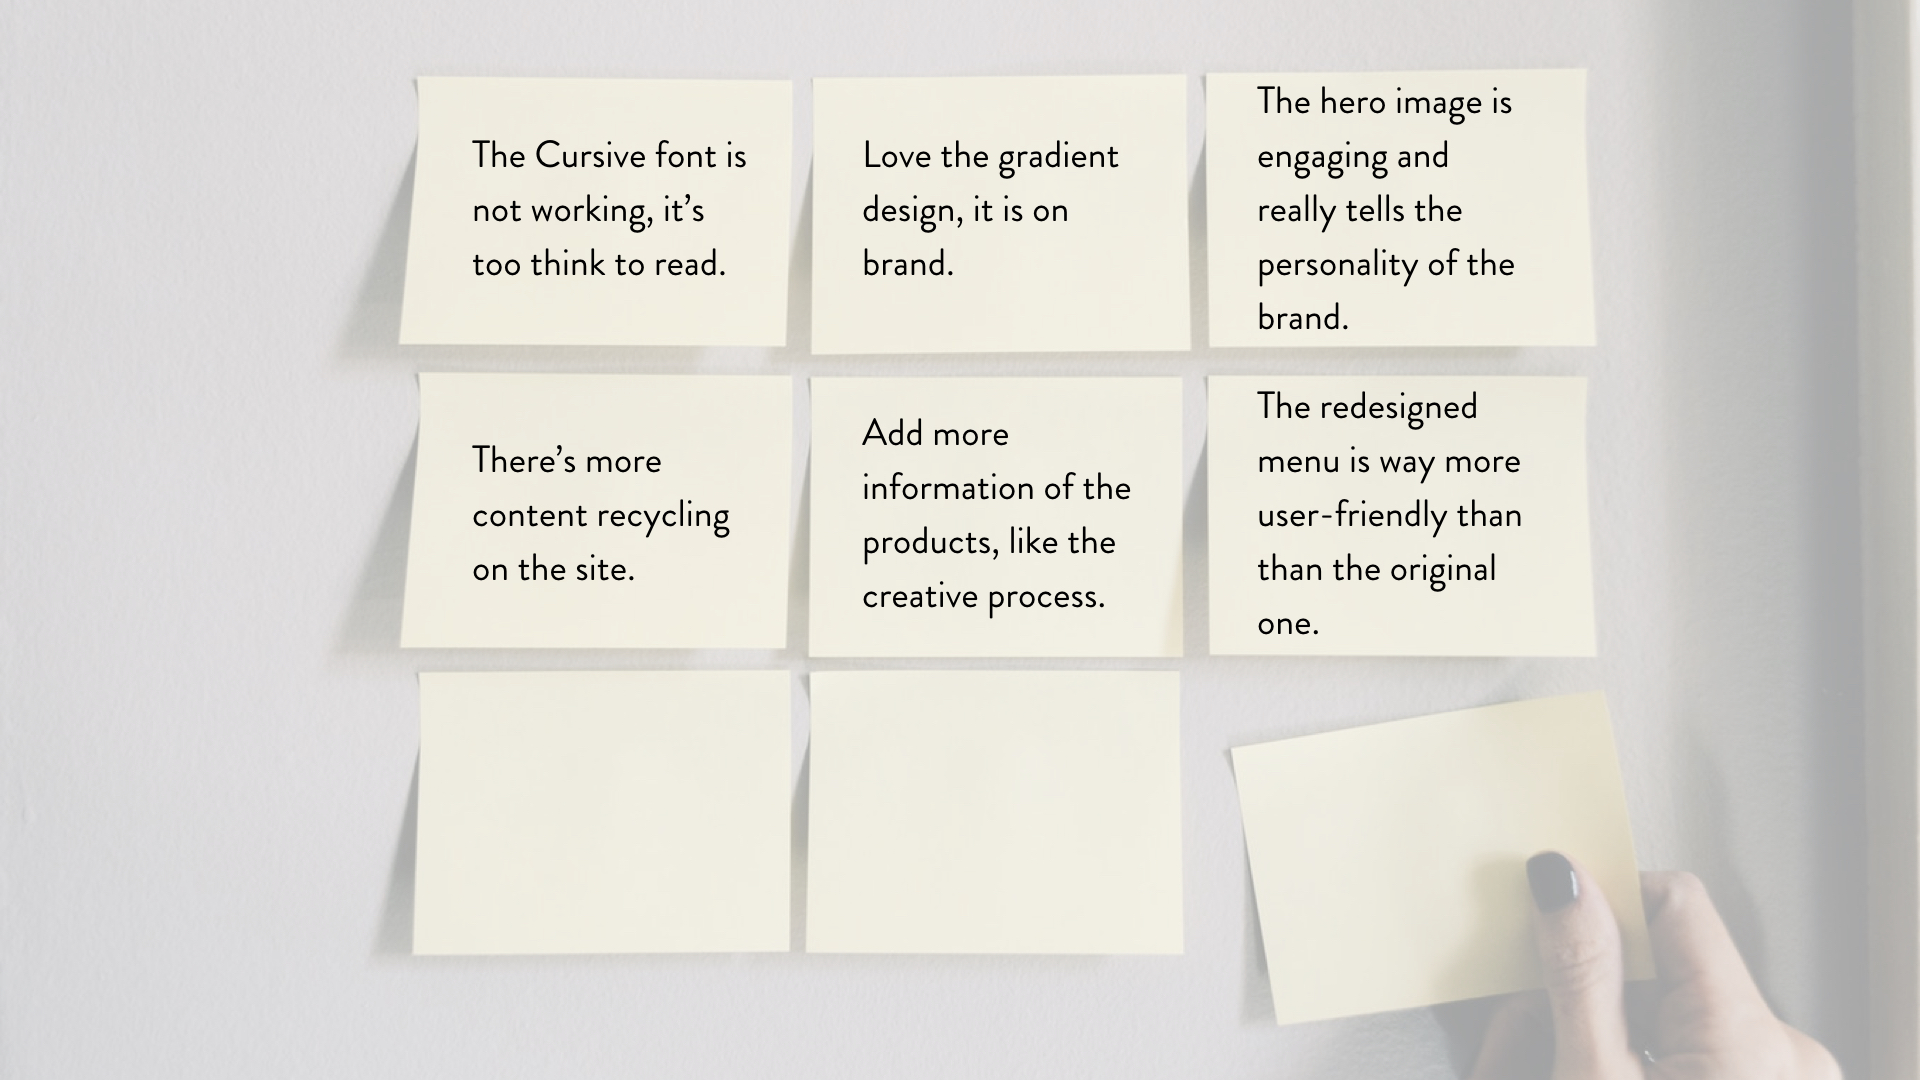 The Cursive font is
not working, it’s
too think to read.
Love the gradient
design, it is on
brand.
The hero image is
engaging and
really tells the
personality of the
brand.
There’s more
content recycling
on the site.
Add more
information of the
products, like the
creative process.
The redesigned
menu is way more
user-friendly than
than the original
one.